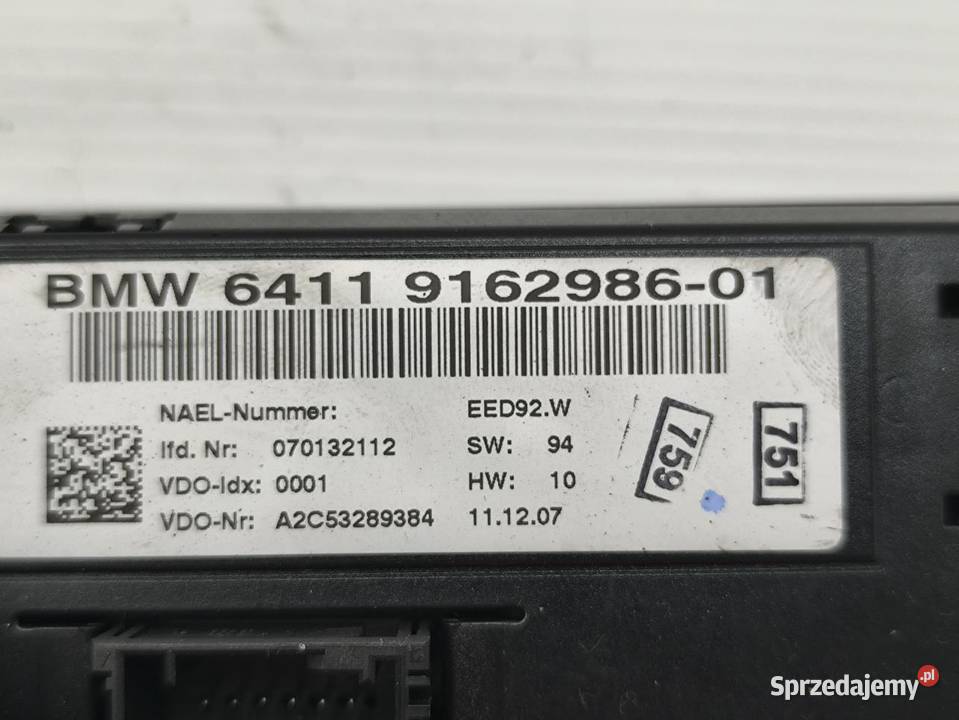 BMW 6411 9162986-01
NAEL-Nummer: EED92.W
lfd. Nr: 070132112 SW: 94
VDO-Idx: 0001 HW: 10
VDO-Nr: A2C53289384 11.12.07
759
751
Sprzedajemy.pl